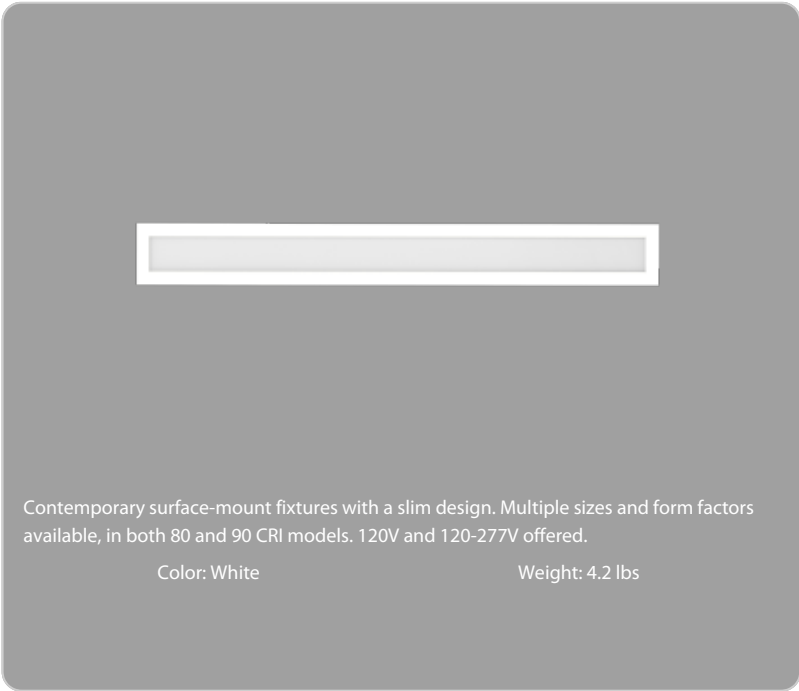 Contemporary surface-mount fixtures with a slim design. Multiple sizes and form factors
available, in both 80 and 90 CRI models. 120V and 120-277V offered.
Color: White
Weight: 4.2 lbs